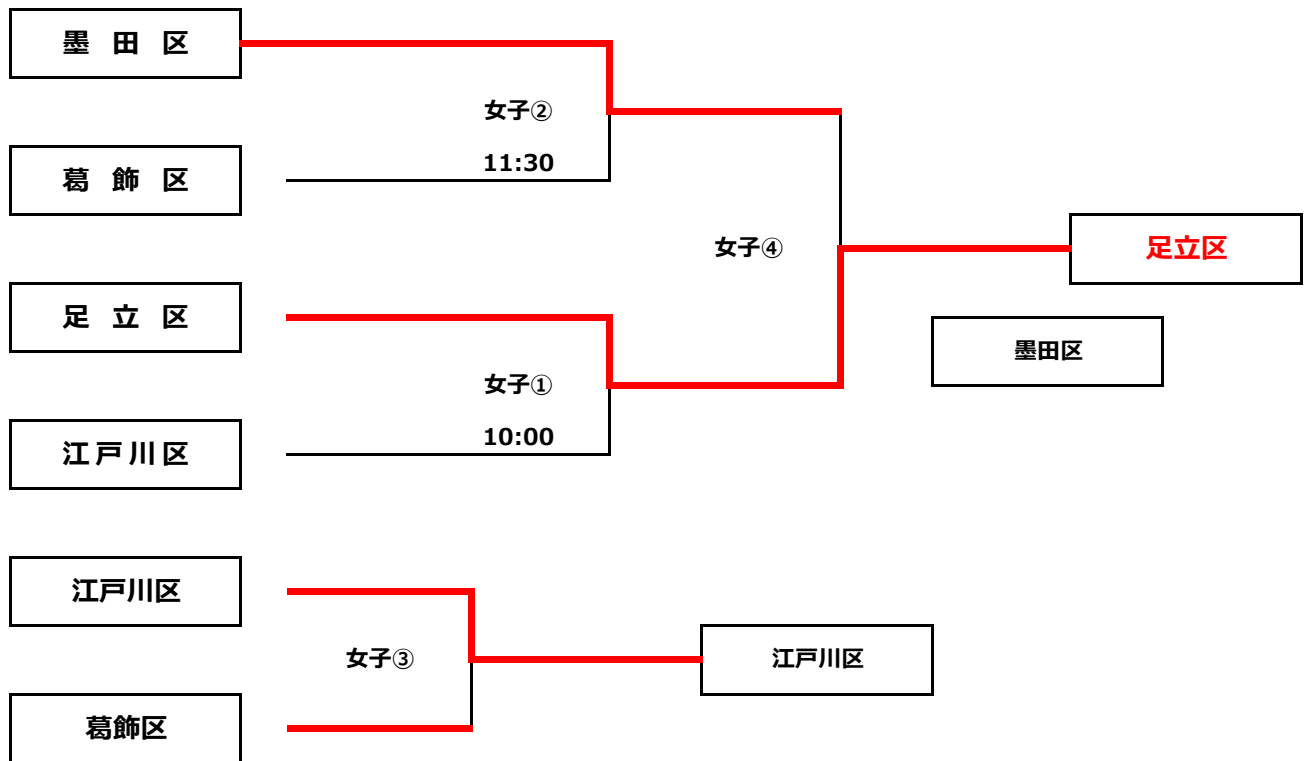 墨 田 区
女子②
11:30
葛 飾 区
女子④
足立区
足 立 区
墨田区
女子①
10:00
江戸川区
江戸川区
女子③
江戸川区
葛飾区